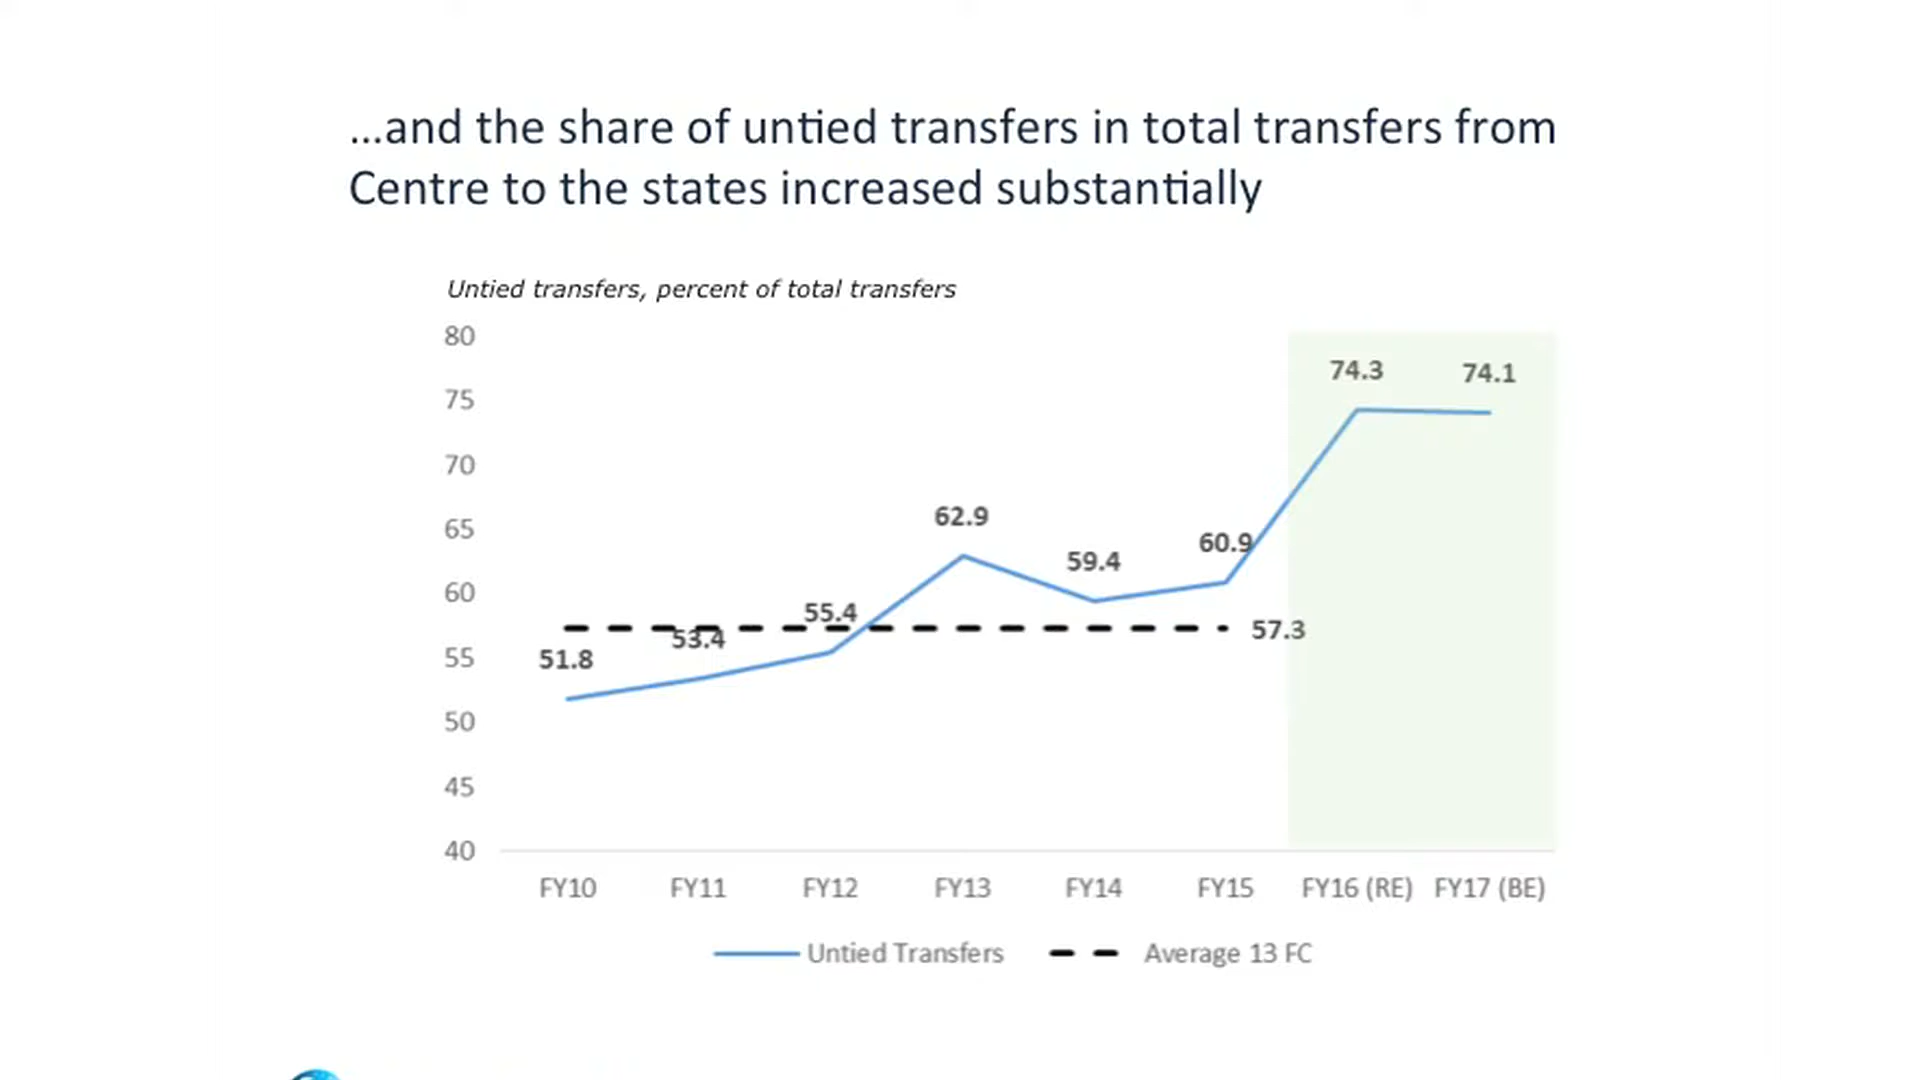 ...and the share of untied transfers in total transfers from
Centre to the states increased substantially
Untied transfers, percent of total transfers
80
75
70
65
60
55
50
45
40
51.8
53.4
55.4
62.9
59.4
60.9
74.3
74.1
57.3
FY10
FY11
FY12
FY13
FY14
FY15
FY16 (RE)
FY17 (BE)
Untied Transfers
Average 13 FC